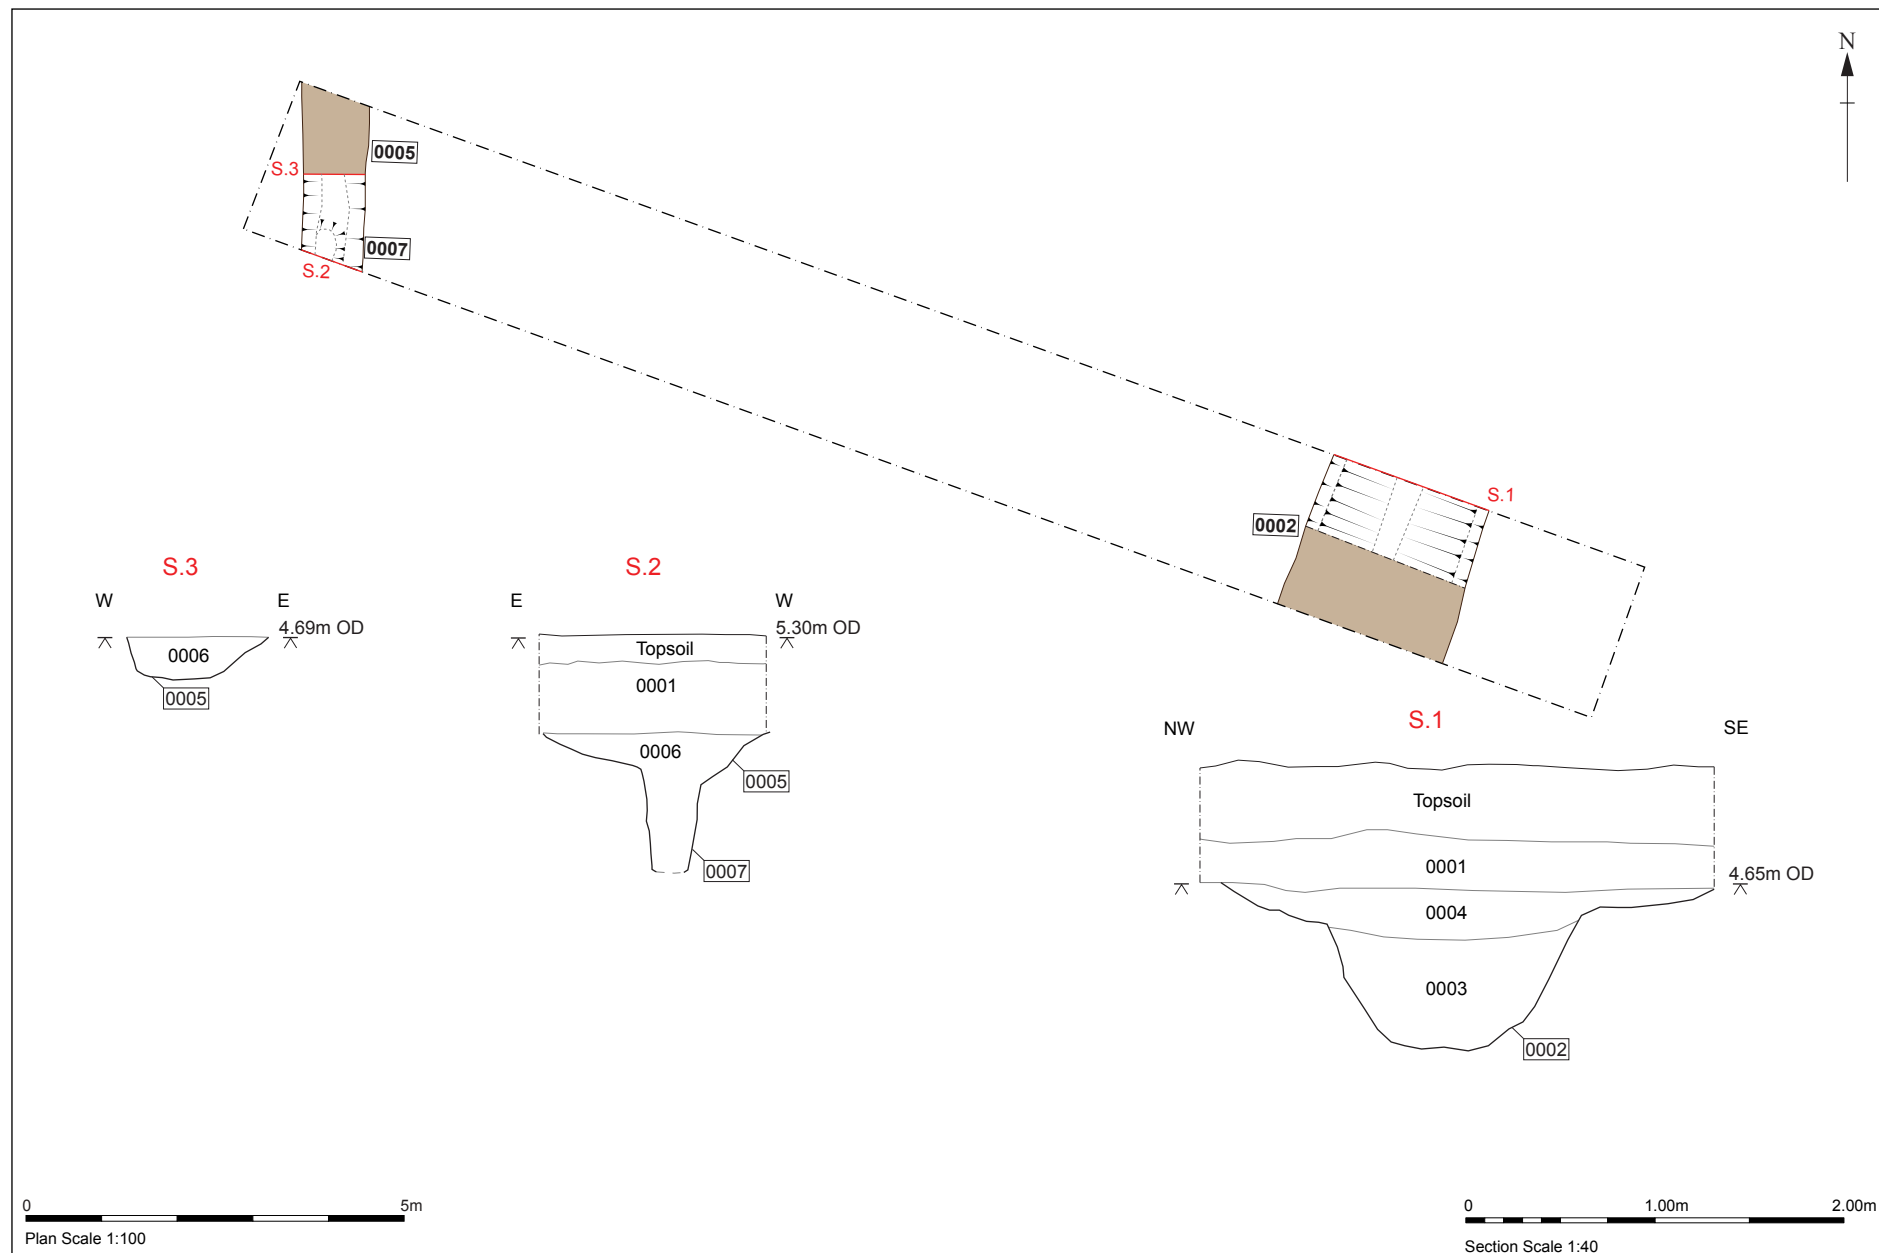 N
0005
S.3
0007
S.2
S.1
0002
S.3
W E
4.69m OD
0006
0005
S.2
E W
5.30m OD
Topsoil
0001
0006
0005
0007
S.1
NW SE
Topsoil
0001
4.65m OD
0004
0003
0002
0 5m
Plan Scale 1:100
0 1.00m 2.00m
Section Scale 1:40